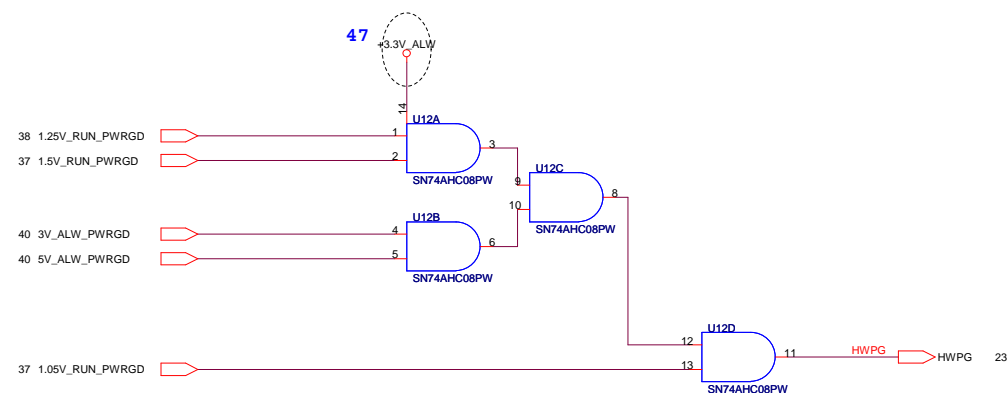 47
+3.3V_ALW
14
U12A
38 1.25V_RUN_PWRGD
1
3
37 1.5V_RUN_PWRGD
2
U12C
SN74AHC08PW
9
8
10
U12B
SN74AHC08PW
40 3V_ALW_PWRGD
4
6
40 5V_ALW_PWRGD
5
SN74AHC08PW
U12D
12
11
HWPG
HWPG 23
37 1.05V_RUN_PWRGD
13
SN74AHC08PW